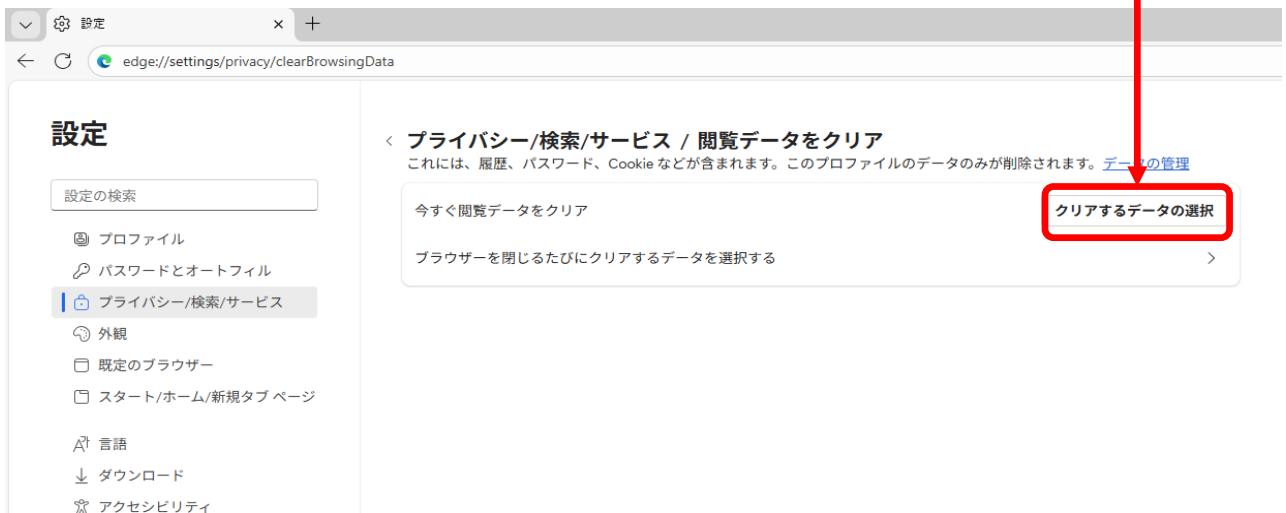 設定
edge://settings/privacy/clearBrowsingData
設定
設定の検索
プロファイル
パスワードとオートフィル
プライバシー/検索/サービス
外観
既定のブラウザー
スタート/ホーム/新規タブ ページ
言語
ダウンロード
アクセシビリティ
プライバシー/検索/サービス / 閲覧データをクリア
これには、履歴、パスワード、Cookie などが含まれます。このプロファイルのデータのみが削除されます。データの管理
今すぐ閲覧データをクリア
クリアするデータの選択
ブラウザーを閉じるたびにクリアするデータを選択する